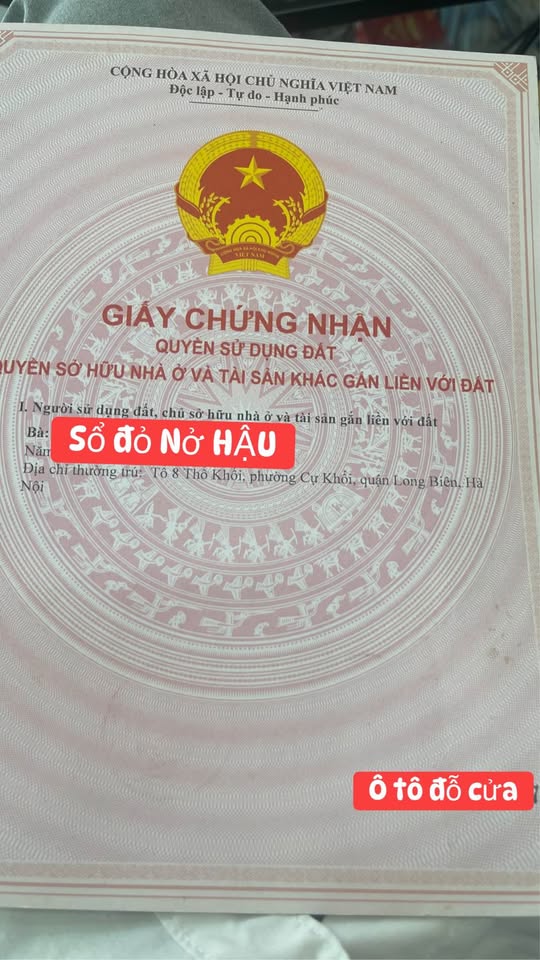 CỘNG HÒA XÃ HỘI CHỦ NGHĨA VIỆT NAM
Độc lập - Tự do - Hạnh phúc
VIỆT NAM
GIẤY CHỨNG NHẬN
QUYỀN SỬ DỤNG ĐẤT
QUYỀN SỞ HỮU NHÀ Ở VÀ TÀI SẢN KHÁC GẮN LIỀN VỚI ĐẤT
I. Người sử dụng đất, chủ sở hữu nhà ở và tài sản gắn liền với đất
Bà:
Sổ đỏ Nở HẬU
Năm
Địa chỉ thường trú: Tổ 8 Thổ Khối, phường Cự Khối, quận Long Biên, Hà
Nội
Ô tô đỗ cửa